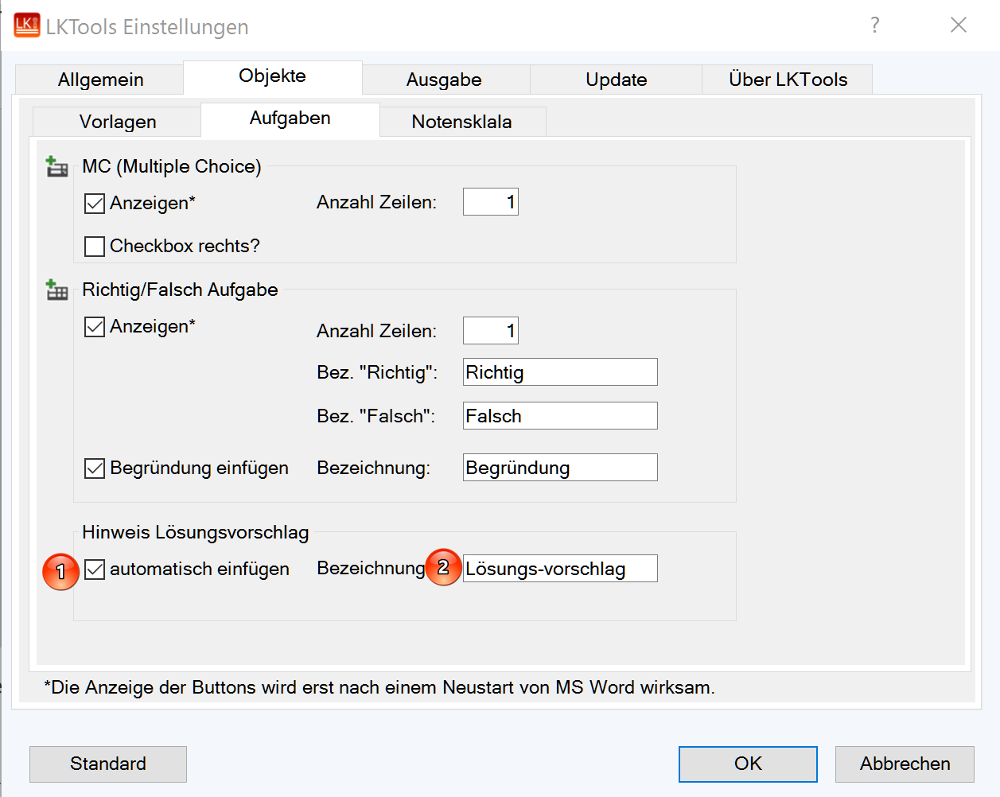 LK LKTools Einstellungen ?
Allgemein Objekte Ausgabe Update Über LKTools
Vorlagen Aufgaben Notensklala
MC (Multiple Choice)
Anzeigen* Anzahl Zeilen: 1
Checkbox rechts?
Richtig/Falsch Aufgabe
Anzeigen* Anzahl Zeilen: 1
Bez. "Richtig": Richtig
Bez. "Falsch": Falsch
Begründung einfügen Bezeichnung: Begründung
Hinweis Lösungsvorschlag
1 automatisch einfügen Bezeichnung 2 Lösungs-vorschlag
*Die Anzeige der Buttons wird erst nach einem Neustart von MS Word wirksam.
Standard OK Abbrechen